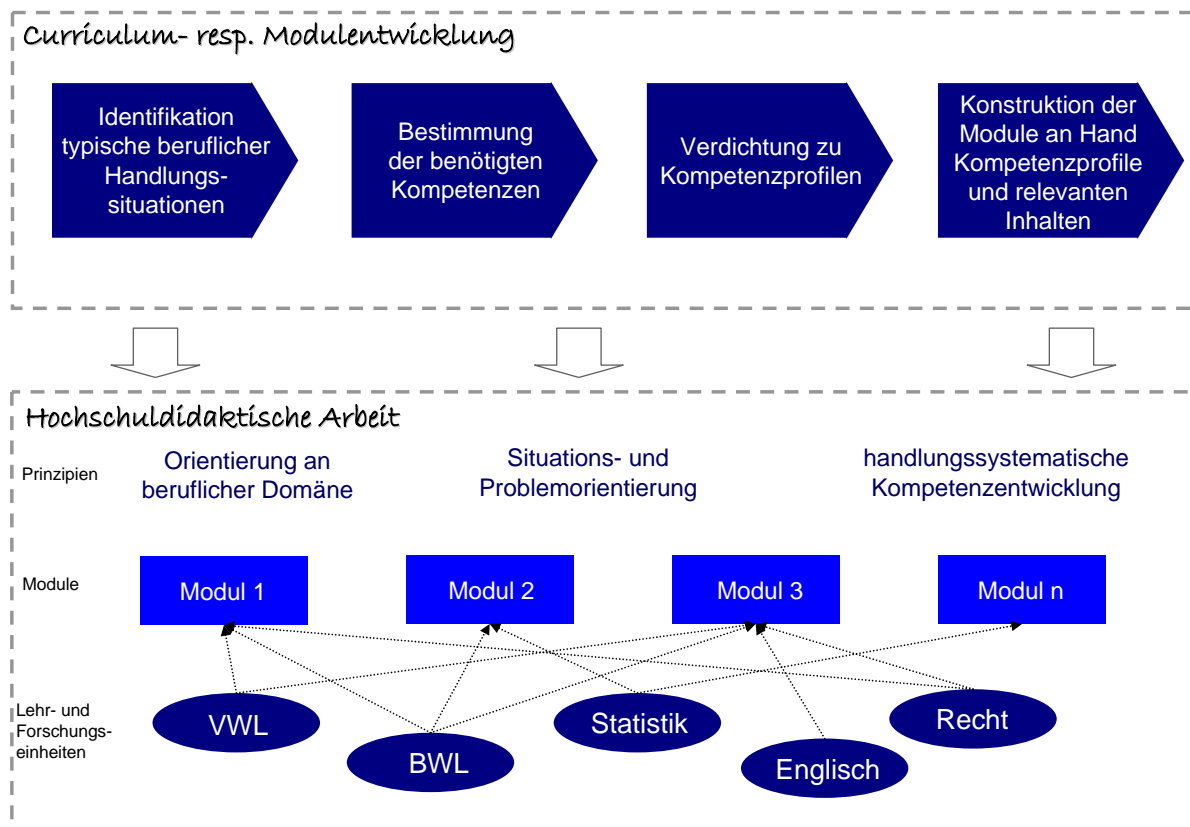 Curriculum- resp. Modulentwicklung
Identifikation
typische beruflicher
Handlungs-
situationen
Bestimmung
der benötigten
Kompetenzen
Verdichtung zu
Kompetenzprofilen
Konstruktion der
Module an Hand
Kompetenzprofile
und relevanten
Inhalten
Hochschuldidaktische Arbeit
Prinzipien
Orientierung an
beruflicher Domäne
Situations- und
Problemorientierung
handlungssystematische
Kompetenzentwicklung
Module
Modul 1
Modul 2
Modul 3
Modul n
Lehr- und
Forschungs-
einheiten
VWL
BWL
Statistik
Englisch
Recht